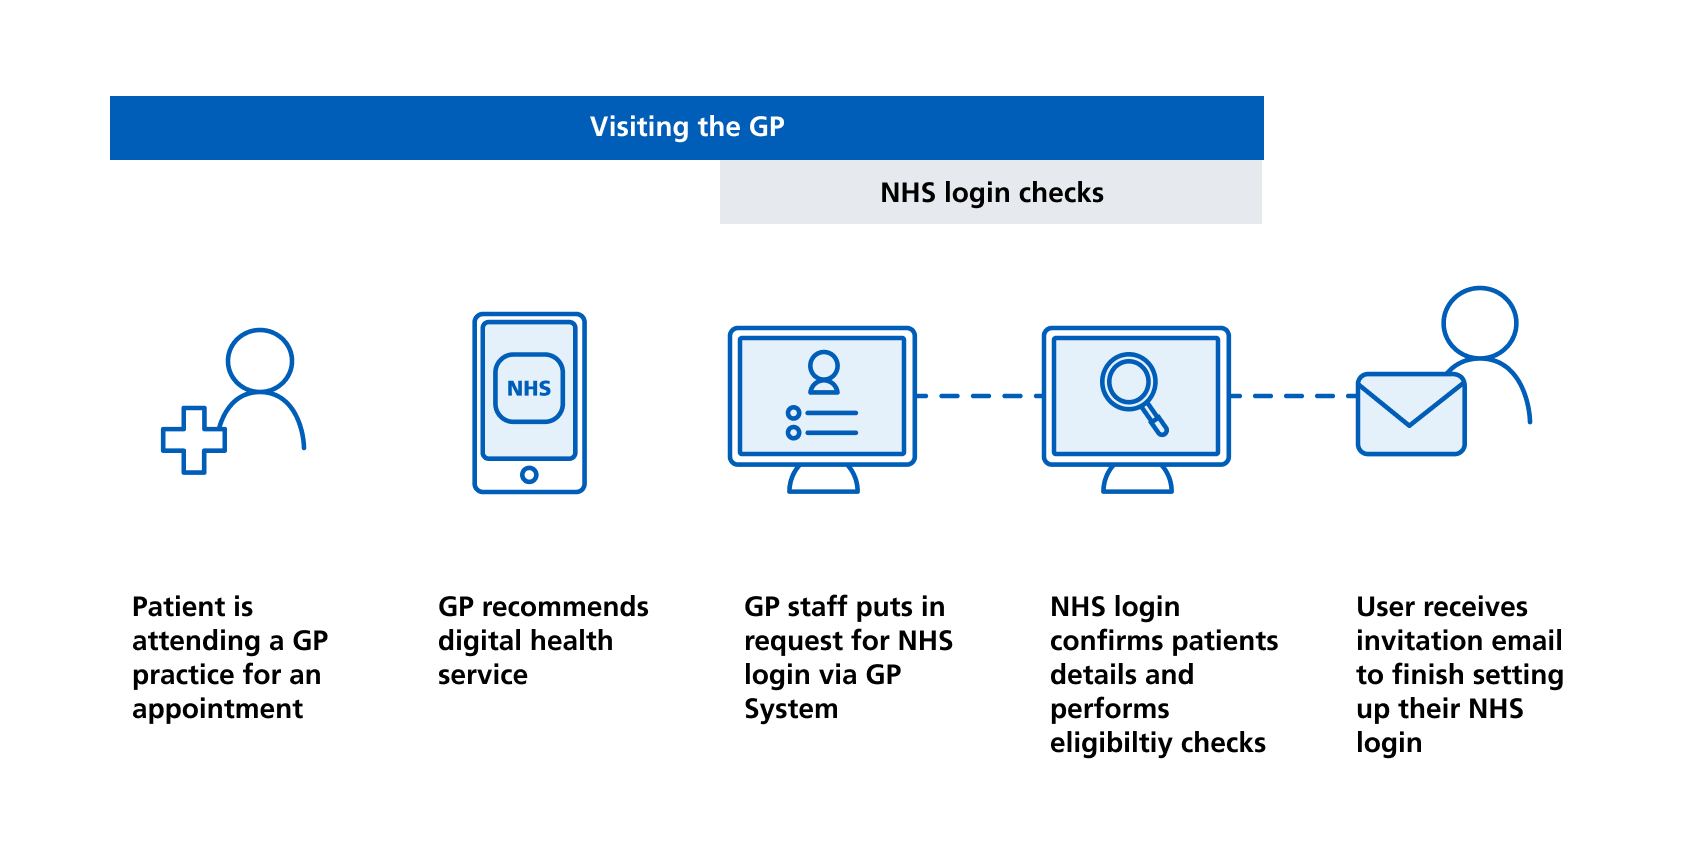 Visiting the GP
NHS login checks
NHS
Patient is
attending a GP
practice for an
appointment
GP recommends
digital health
service
GP staff puts in
request for NHS
login via GP
System
NHS login
confirms patients
details and
performs
eligibiltiy checks
User receives
invitation email
to finish setting
up their NHS
login